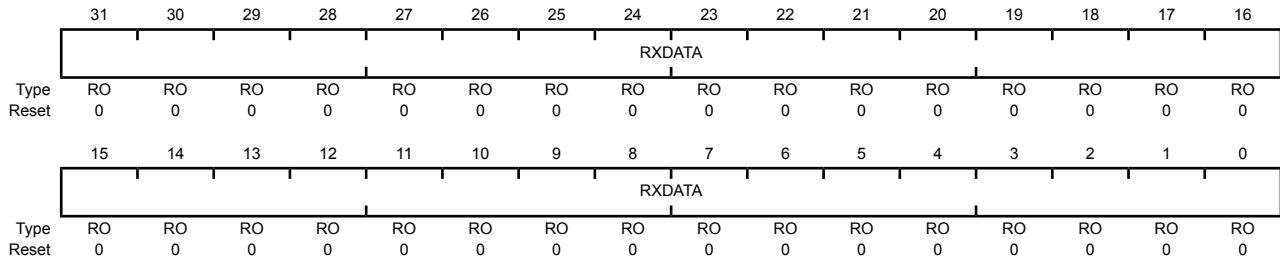 31 30 29 28 27 26 25 24 23 22 21 20 19 18 17 16
RXDATA
Type RO RO RO RO RO RO RO RO RO RO RO RO RO RO RO RO
Reset 0 0 0 0 0 0 0 0 0 0 0 0 0 0 0 0
15 14 13 12 11 10 9 8 7 6 5 4 3 2 1 0
RXDATA
Type RO RO RO RO RO RO RO RO RO RO RO RO RO RO RO RO
Reset 0 0 0 0 0 0 0 0 0 0 0 0 0 0 0 0